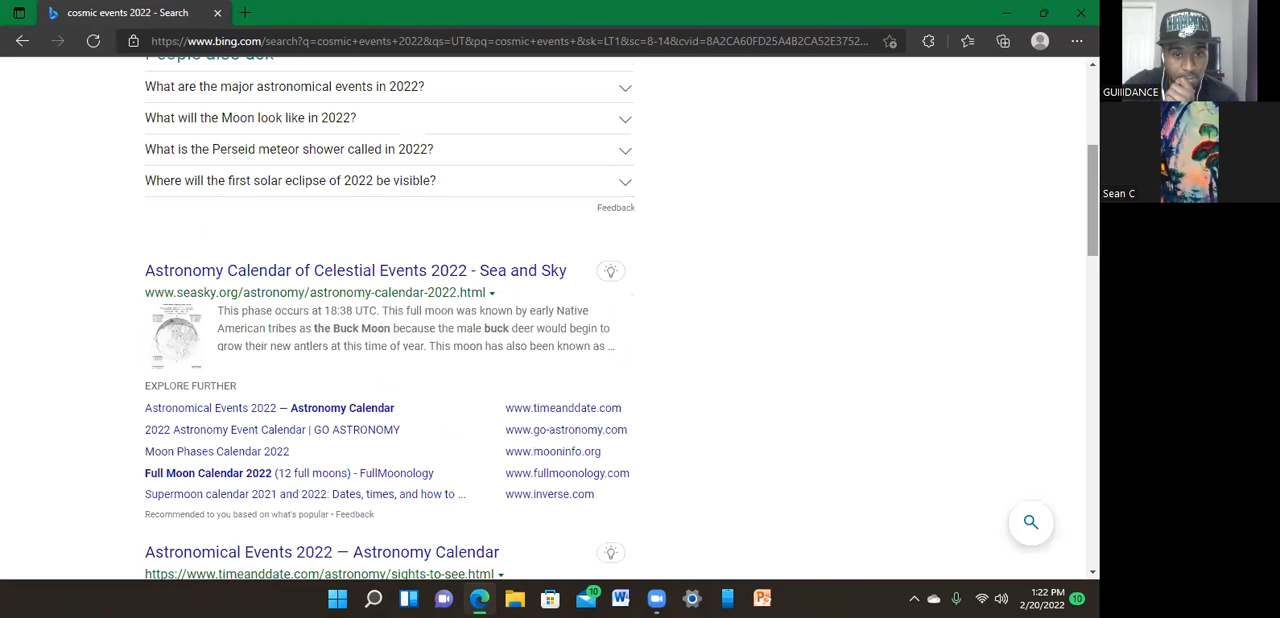 cosmic events 2022 - Search
https://www.bing.com/search?q=cosmic+events+2022&qs=UT&pq=cosmic+events+&sk=LT1&sc=8-14&cvid=8A2CA60FD25A4B2CA52E3752...
People also ask
What are the major astronomical events in 2022?
What will the Moon look like in 2022?
What is the Perseid meteor shower called in 2022?
Where will the first solar eclipse of 2022 be visible?
Feedback
Astronomy Calendar of Celestial Events 2022 - Sea and Sky
www.seasky.org/astronomy/astronomy-calendar-2022.html
This phase occurs at 18:38 UTC. This full moon was known by early Native
American tribes as the Buck Moon because the male buck deer would begin to
grow their new antlers at this time of year. This moon has also been known as ...
EXPLORE FURTHER
Astronomical Events 2022 — Astronomy Calendar www.timeanddate.com
2022 Astronomy Event Calendar | GO ASTRONOMY www.go-astronomy.com
Moon Phases Calendar 2022 www.mooninfo.org
Full Moon Calendar 2022 (12 full moons) - FullMoonology www.fullmoonology.com
Supermoon calendar 2021 and 2022: Dates, times, and how to ... www.inverse.com
Recommended to you based on what's popular • Feedback
Astronomical Events 2022 — Astronomy Calendar
https://www.timeanddate.com/astronomy/sights-to-see.html
GUIIIDANCE
Sean C
10
1:22 PM
2/20/2022
10